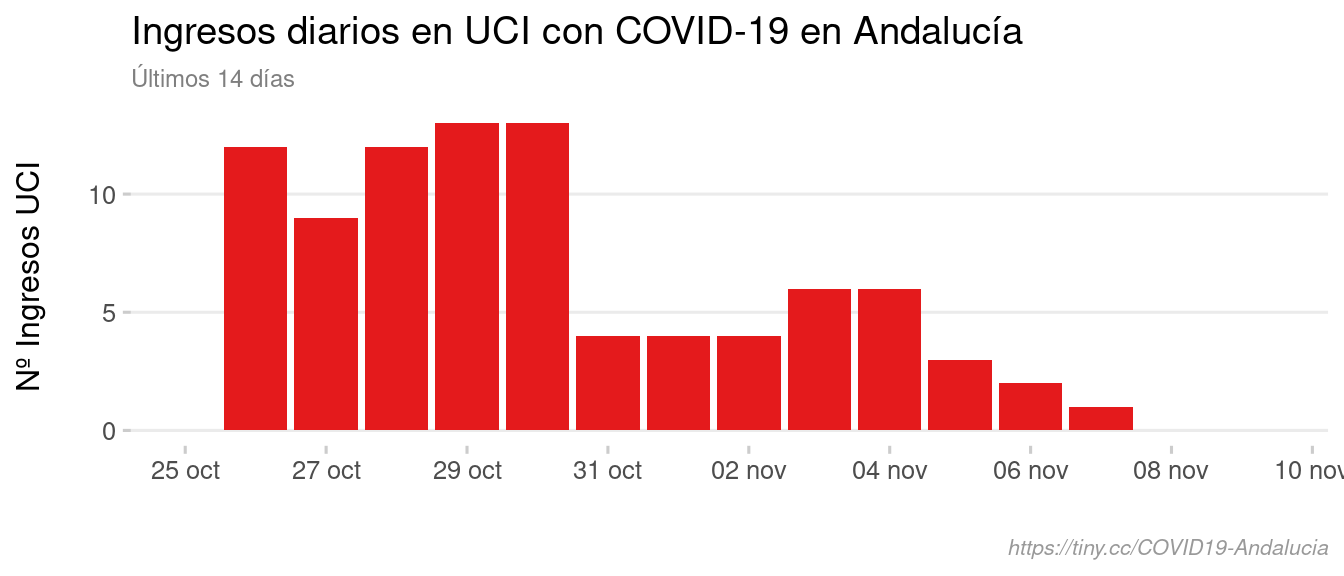 Ingresos diarios en UCI con COVID-19 en Andalucía
Últimos 14 días
Nº Ingresos UCI
10
5
0
25 oct
27 oct
29 oct
31 oct
02 nov
04 nov
06 nov
08 nov
10 nov
https://tiny.cc/COVID19-Andalucia